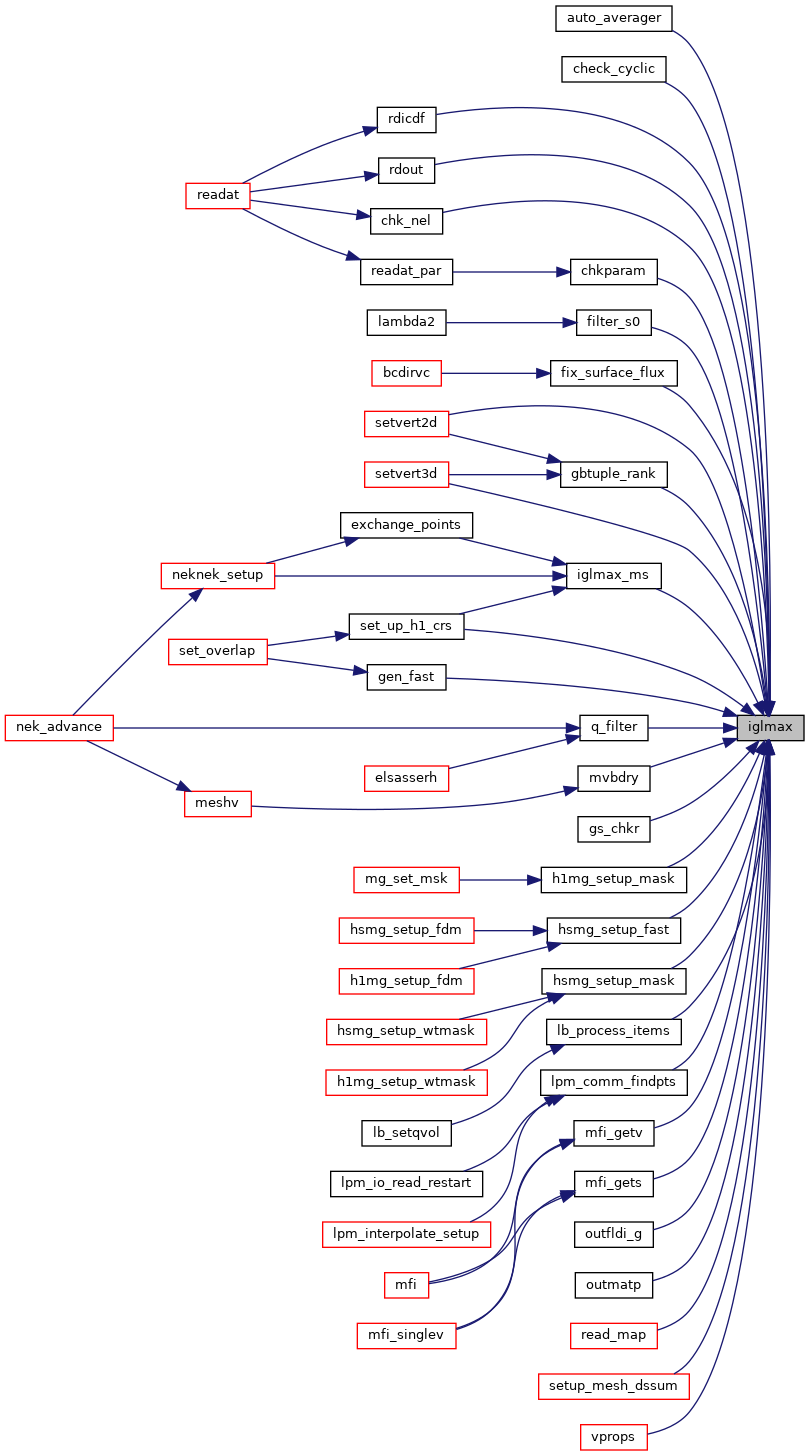 auto_averager
check_cyclic
rdicdf
rdout
readat
chk_nel
readat_par
chkparam
lambda2
filter_s0
bcdirvc
fix_surface_flux
setvert2d
setvert3d
gbtuple_rank
exchange_points
neknek_setup
iglmax_ms
set_up_h1_crs
set_overlap
gen_fast
nek_advance
q_filter
iglmax
elsasserh
mvbdry
meshv
gs_chkr
mg_set_msk
h1mg_setup_mask
hsmg_setup_fdm
hsmg_setup_fast
h1mg_setup_fdm
hsmg_setup_mask
hsmg_setup_wtmask
lb_process_items
h1mg_setup_wtmask
lpm_comm_findpts
lb_setqvol
mfi_getv
lpm_io_read_restart
mfi_gets
lpm_interpolate_setup
outfldi_g
mfi
outmatp
mfi_singlev
read_map
setup_mesh_dssum
vprops